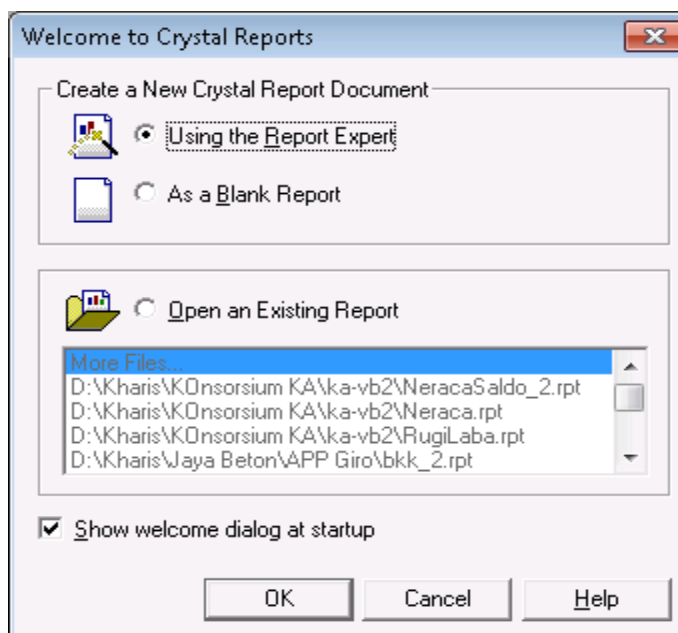 Welcome to Crystal Reports
Create a New Crystal Report Document
Using the Report Expert
As a Blank Report
Open an Existing Report
More Files...
D:\Kharis\KOnsorsium KA\ka-vb2\NeracaSaldo_2.rpt
D:\Kharis\KOnsorsium KA\ka-vb2\Neraca.rpt
D:\Kharis\KOnsorsium KA\ka-vb2\RugiLaba.rpt
D:\Kharis\Jaya Beton\APP Giro\bkk_2.rpt
Show welcome dialog at startup
OK Cancel Help